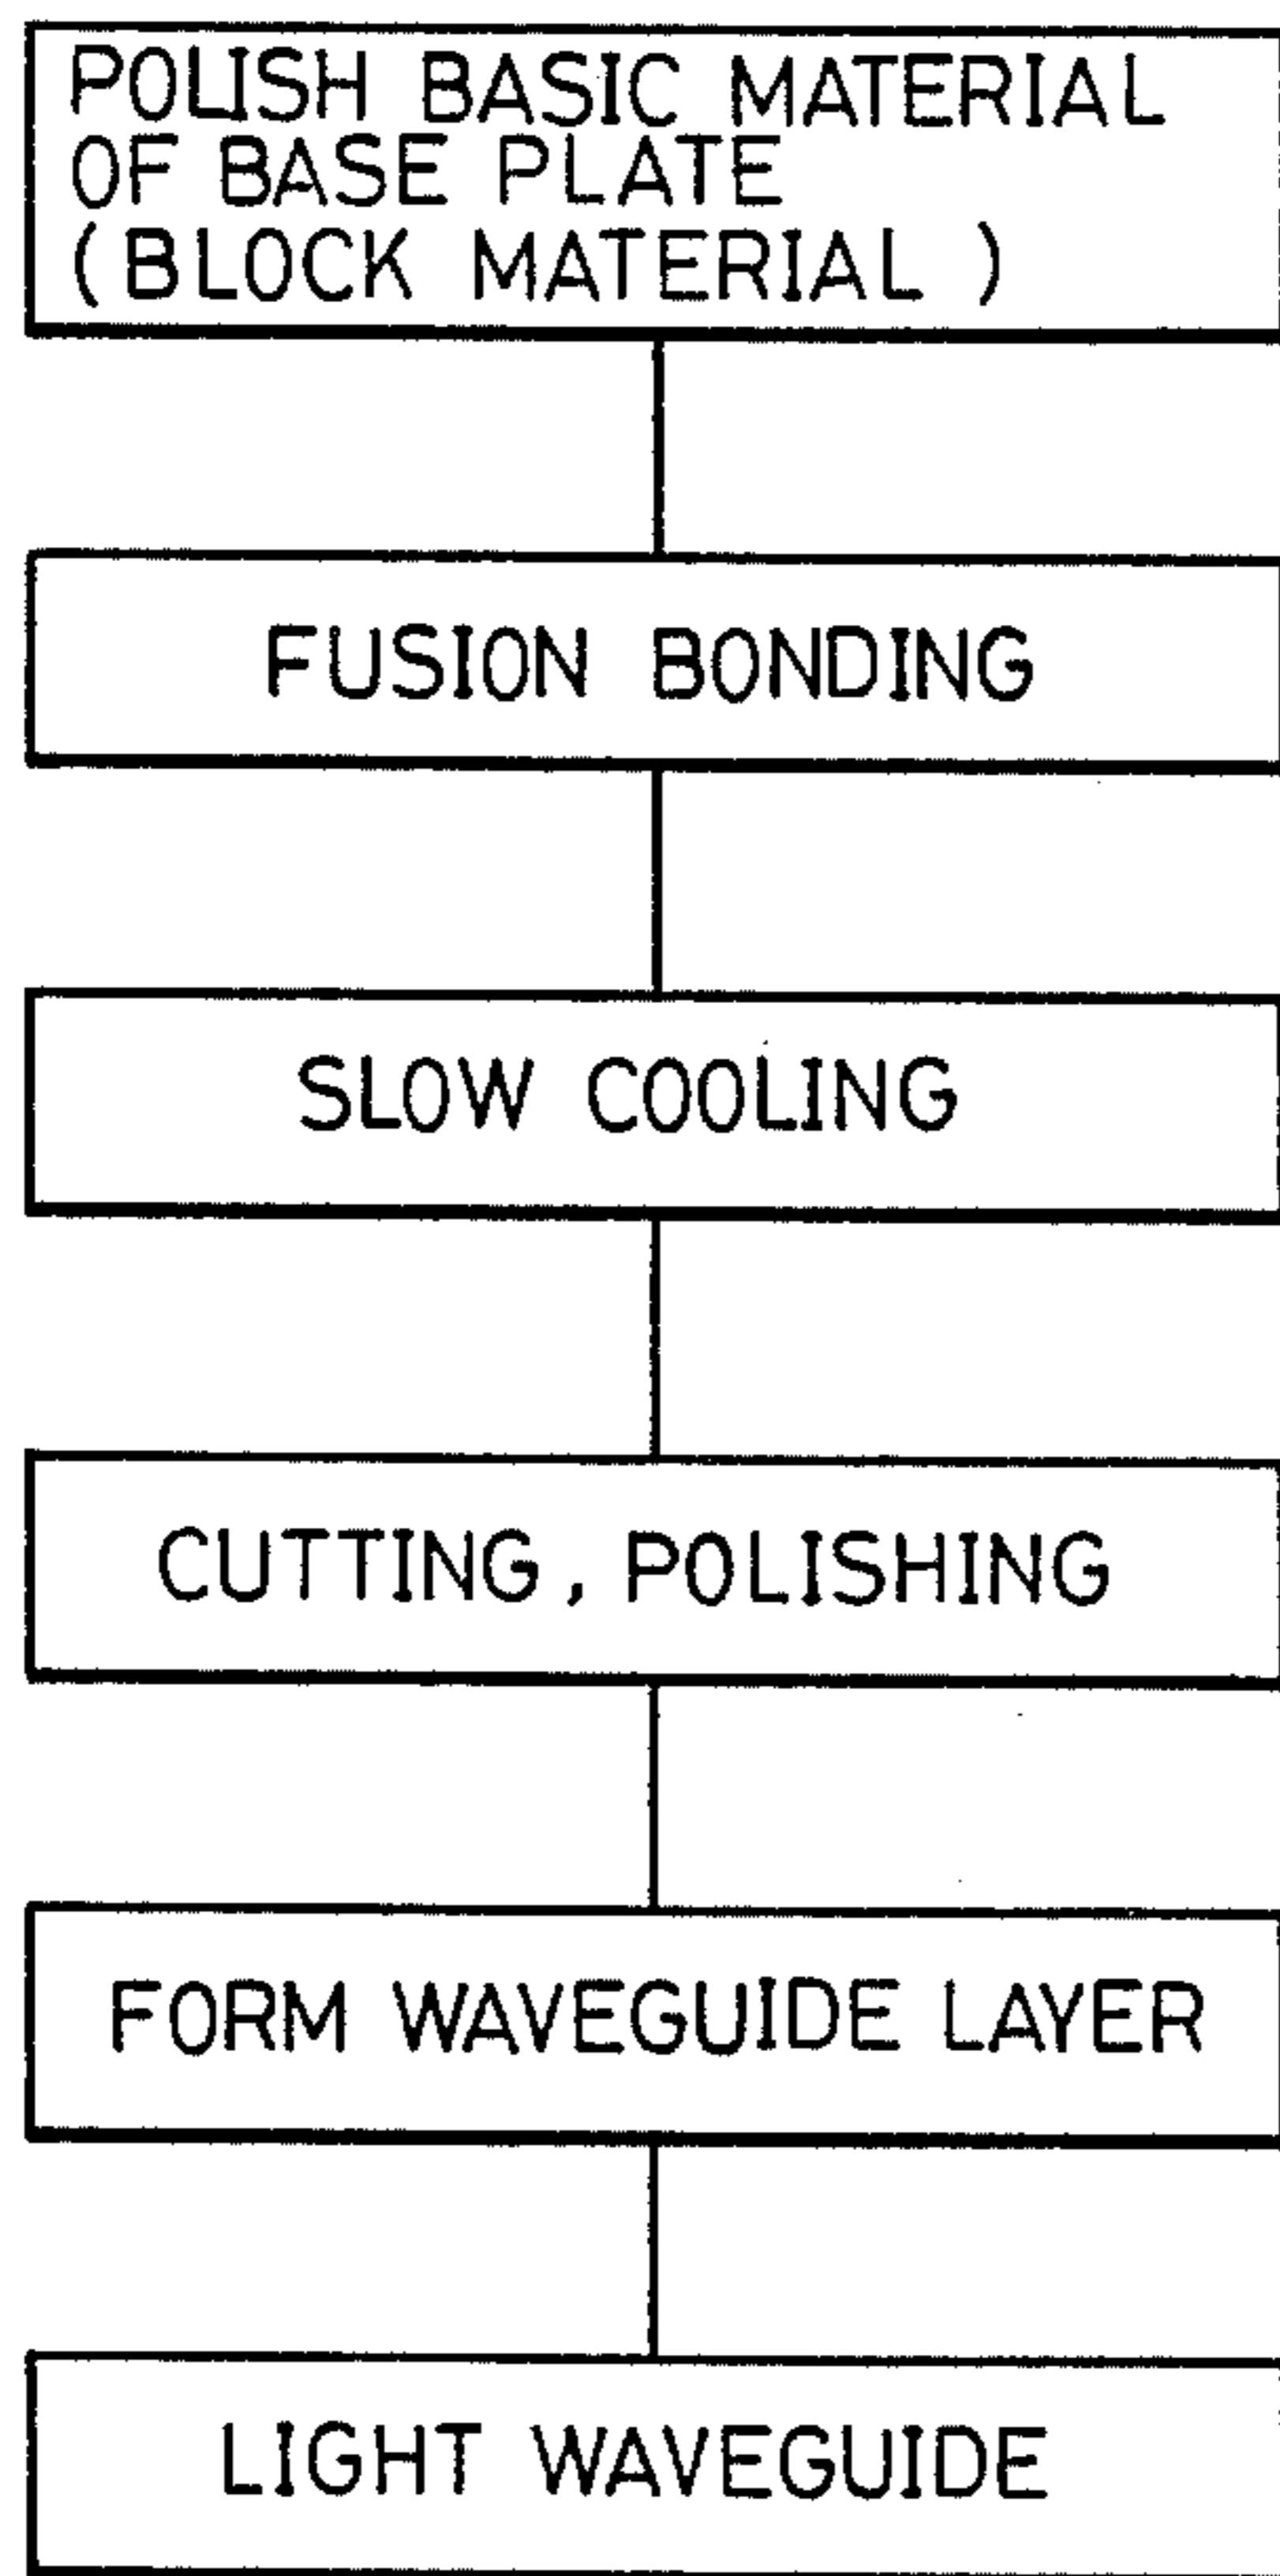 POLISH BASIC MATERIAL
OF BASE PLATE
(BLOCK MATERIAL)
FUSION BONDING
SLOW COOLING
CUTTING, POLISHING
FORM WAVEGUIDE LAYER
LIGHT WAVEGUIDE